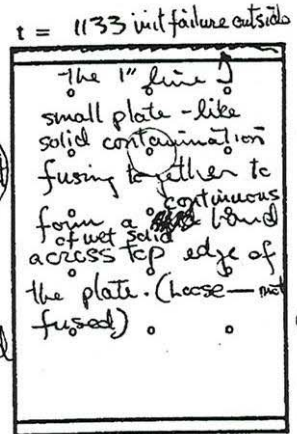 t = 1133 init failure outside
The 1" fine
small plate-like
solid contamination
fusing together to
continuous
form a band
of wet solid
across top edge of
the plate. (Loose — not
fused)